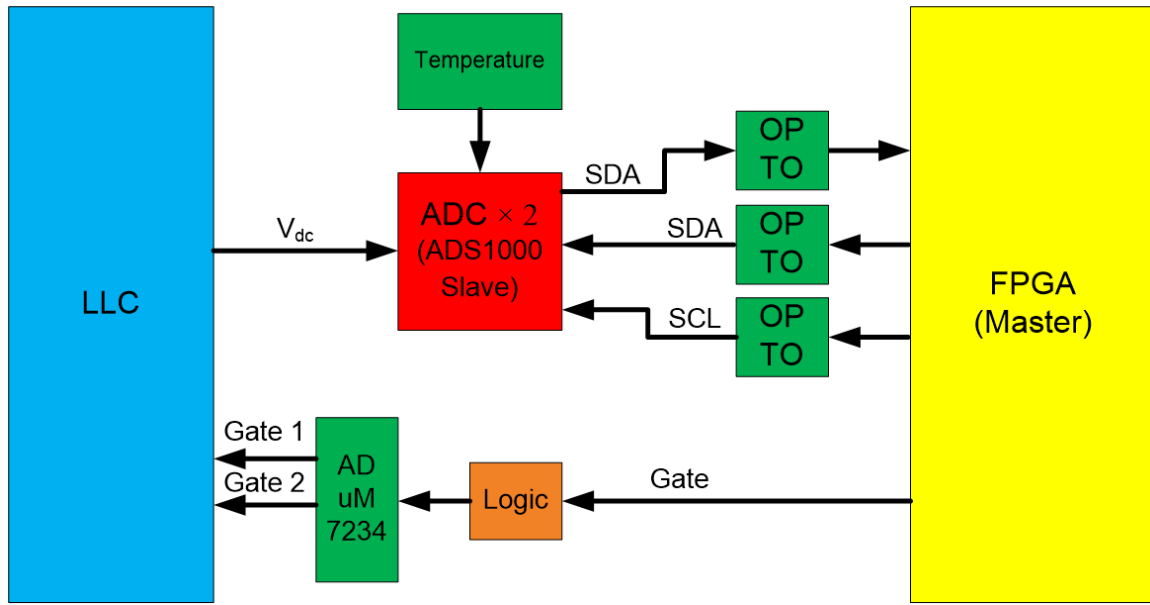 Temperature
OP
TO
SDA
ADC × 2
(ADS1000
Slave)
SDA
OP
TO
V_dc
LLC
FPGA
(Master)
SCL
OP
TO
Gate 1
Gate 2
AD
uM
7234
Logic
Gate